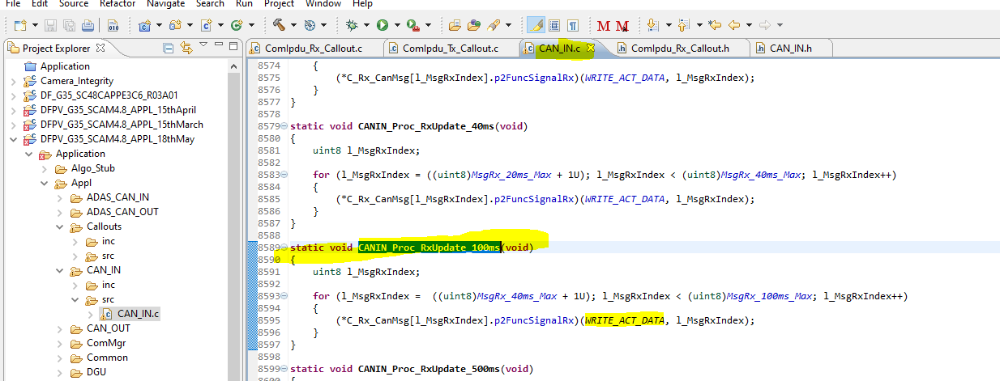 File Edit Source Refactor Navigate Search Run Project Window Help
Project Explorer
Application
Camera_Integrity
DF_G35_SC48CAPPE3C6_R03A01
DFPV_G35_SCAM4.8_APPL_15thApril
DFPV_G35_SCAM4.8_APPL_15thMarch
DFPV_G35_SCAM4.8_APPL_18thMay
Application
Algo_Stub
Appl
ADAS_CAN_IN
ADAS_CAN_OUT
Callouts
inc
src
CAN_IN
inc
src
CAN_IN.c
CAN_OUT
ComMgr
Common
DGU
ComIpdu_Rx_Callout.c ComIpdu_Tx_Callout.c CAN_IN.c ComIpdu_Rx_Callout.h CAN_IN.h
8574 {
8575 (*C_Rx_CanMsg[l_MsgRxIndex].p2FuncSignalRx)(WRITE_ACT_DATA, l_MsgRxIndex);
8576 }
8577 }
8578
8579 static void CANIN_Proc_RxUpdate_40ms(void)
8580 {
8581 uint8 l_MsgRxIndex;
8582
8583 for (l_MsgRxIndex = ((uint8)MsgRx_20ms_Max + 1U); l_MsgRxIndex < (uint8)MsgRx_40ms_Max; l_MsgRxIndex++)
8584 {
8585 (*C_Rx_CanMsg[l_MsgRxIndex].p2FuncSignalRx)(WRITE_ACT_DATA, l_MsgRxIndex);
8586 }
8587 }
8588
8589 static void CANIN_Proc_RxUpdate_100ms(void)
8590 {
8591 uint8 l_MsgRxIndex;
8592
8593 for (l_MsgRxIndex = ((uint8)MsgRx_40ms_Max + 1U); l_MsgRxIndex < (uint8)MsgRx_100ms_Max; l_MsgRxIndex++)
8594 {
8595 (*C_Rx_CanMsg[l_MsgRxIndex].p2FuncSignalRx)(WRITE_ACT_DATA, l_MsgRxIndex);
8596 }
8597 }
8598
8599 static void CANIN_Proc_RxUpdate_500ms(void)